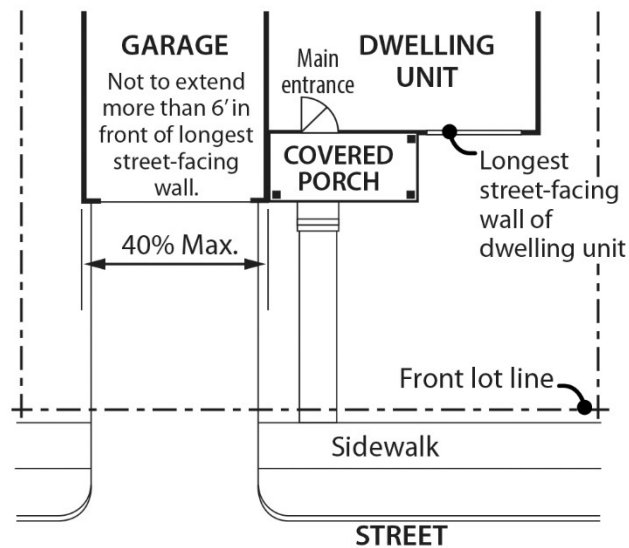 GARAGE
Not to extend
more than 6' in
front of longest
street-facing
wall.
Main
entrance
DWELLING
UNIT
COVERED
PORCH
Longest
street-facing
wall of
dwelling unit
40% Max.
Front lot line
Sidewalk
STREET